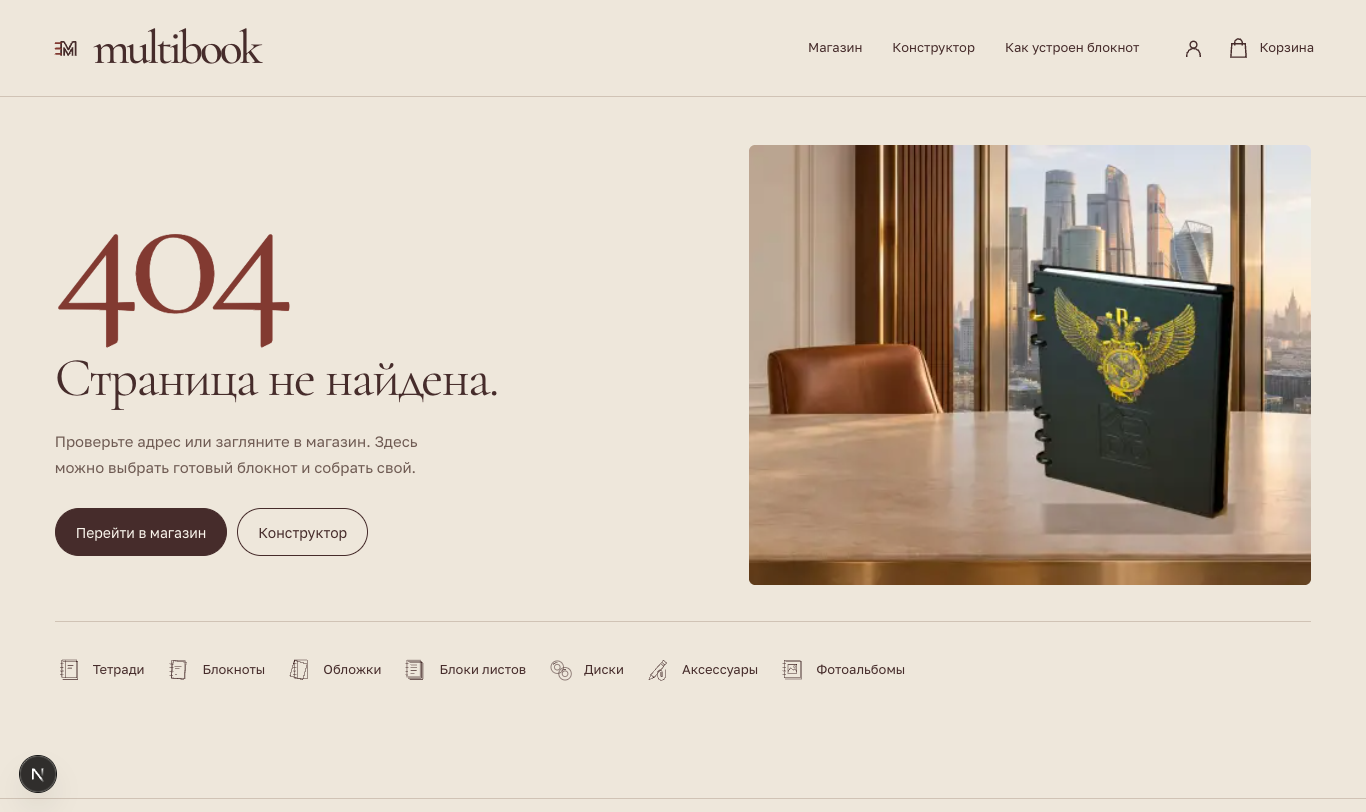 multibook
Магазин
Конструктор
Как устроен блокнот
Корзина
404
Страница не найдена.
Проверьте адрес или загляните в магазин. Здесь
можно выбрать готовый блокнот и собрать свой.
Перейти в магазин
Конструктор
Тетради
Блокноты
Обложки
Блоки листов
Диски
Аксессуары
Фотоальбомы